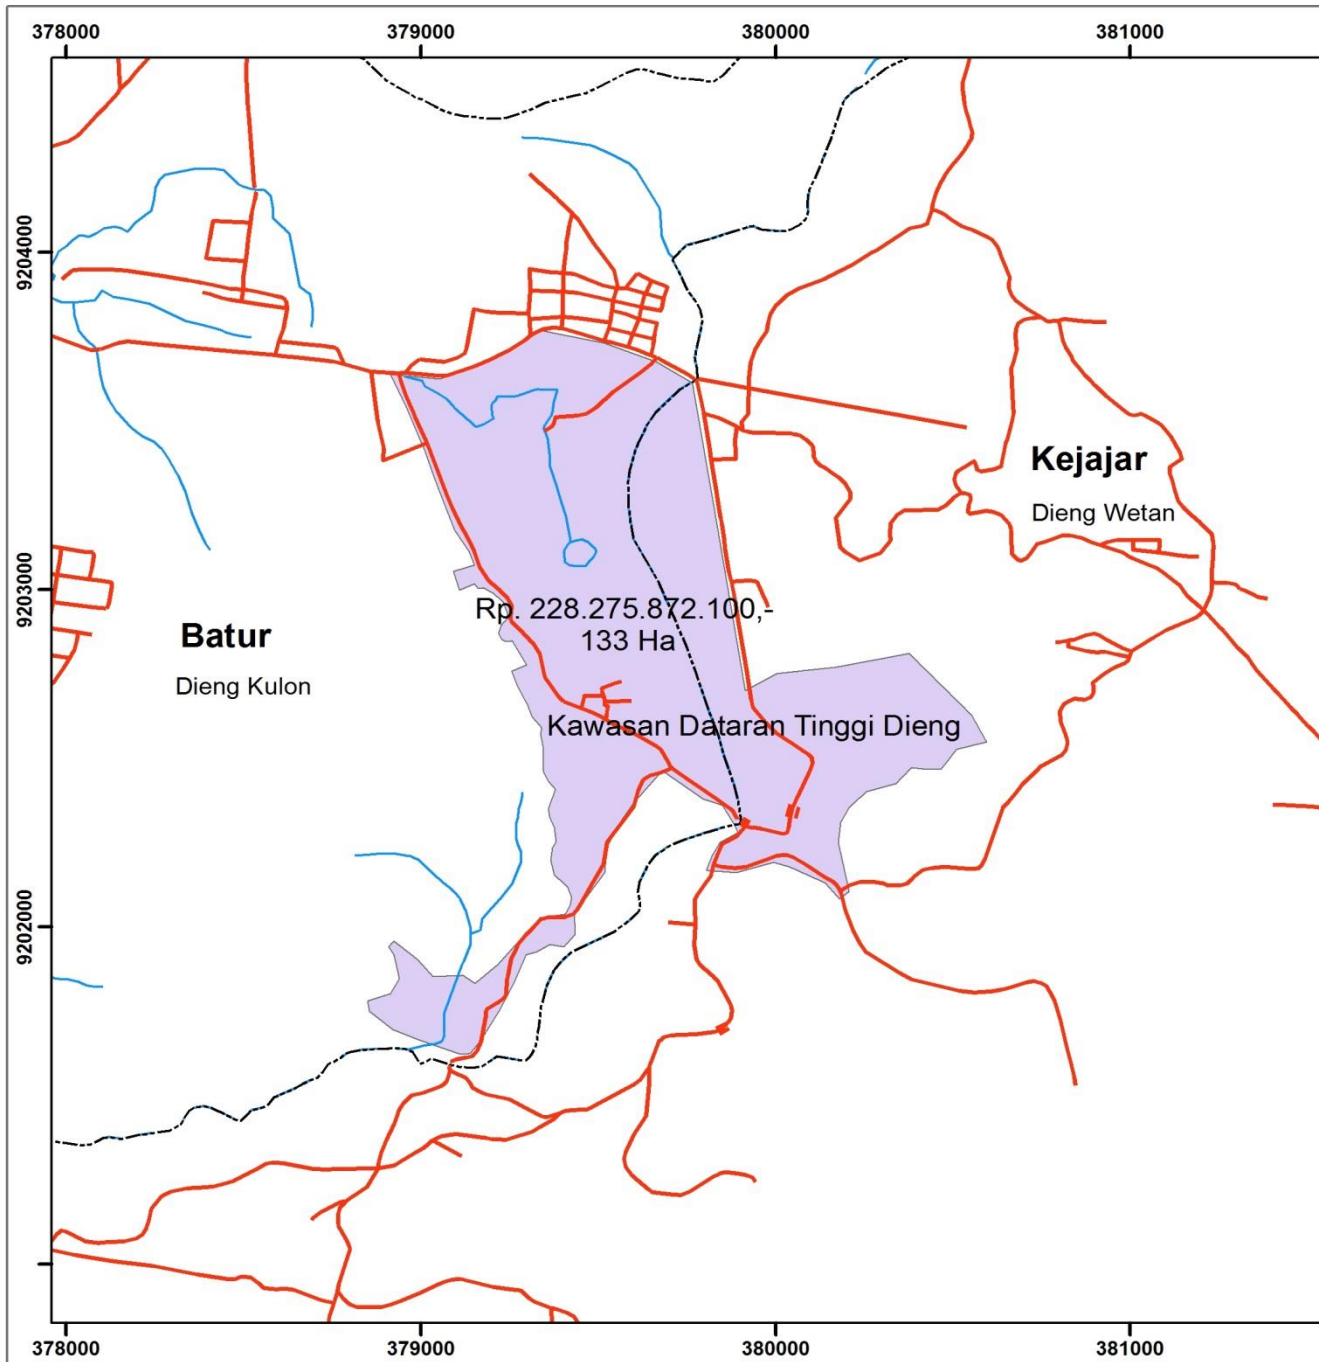 378000 379000 380000 381000
9204000
Kejajar
Dieng Wetan
9203000
Rp. 228.275.872.100,-
133 Ha
Batur
Dieng Kulon
Kawasan Dataran Tinggi Dieng
9202000
378000 379000 380000 381000